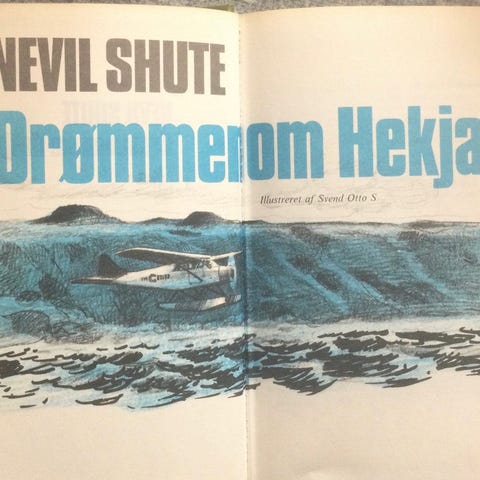 NEVIL SHUTE
Drømmen om Hekja
Illustreret af Svend Otto S